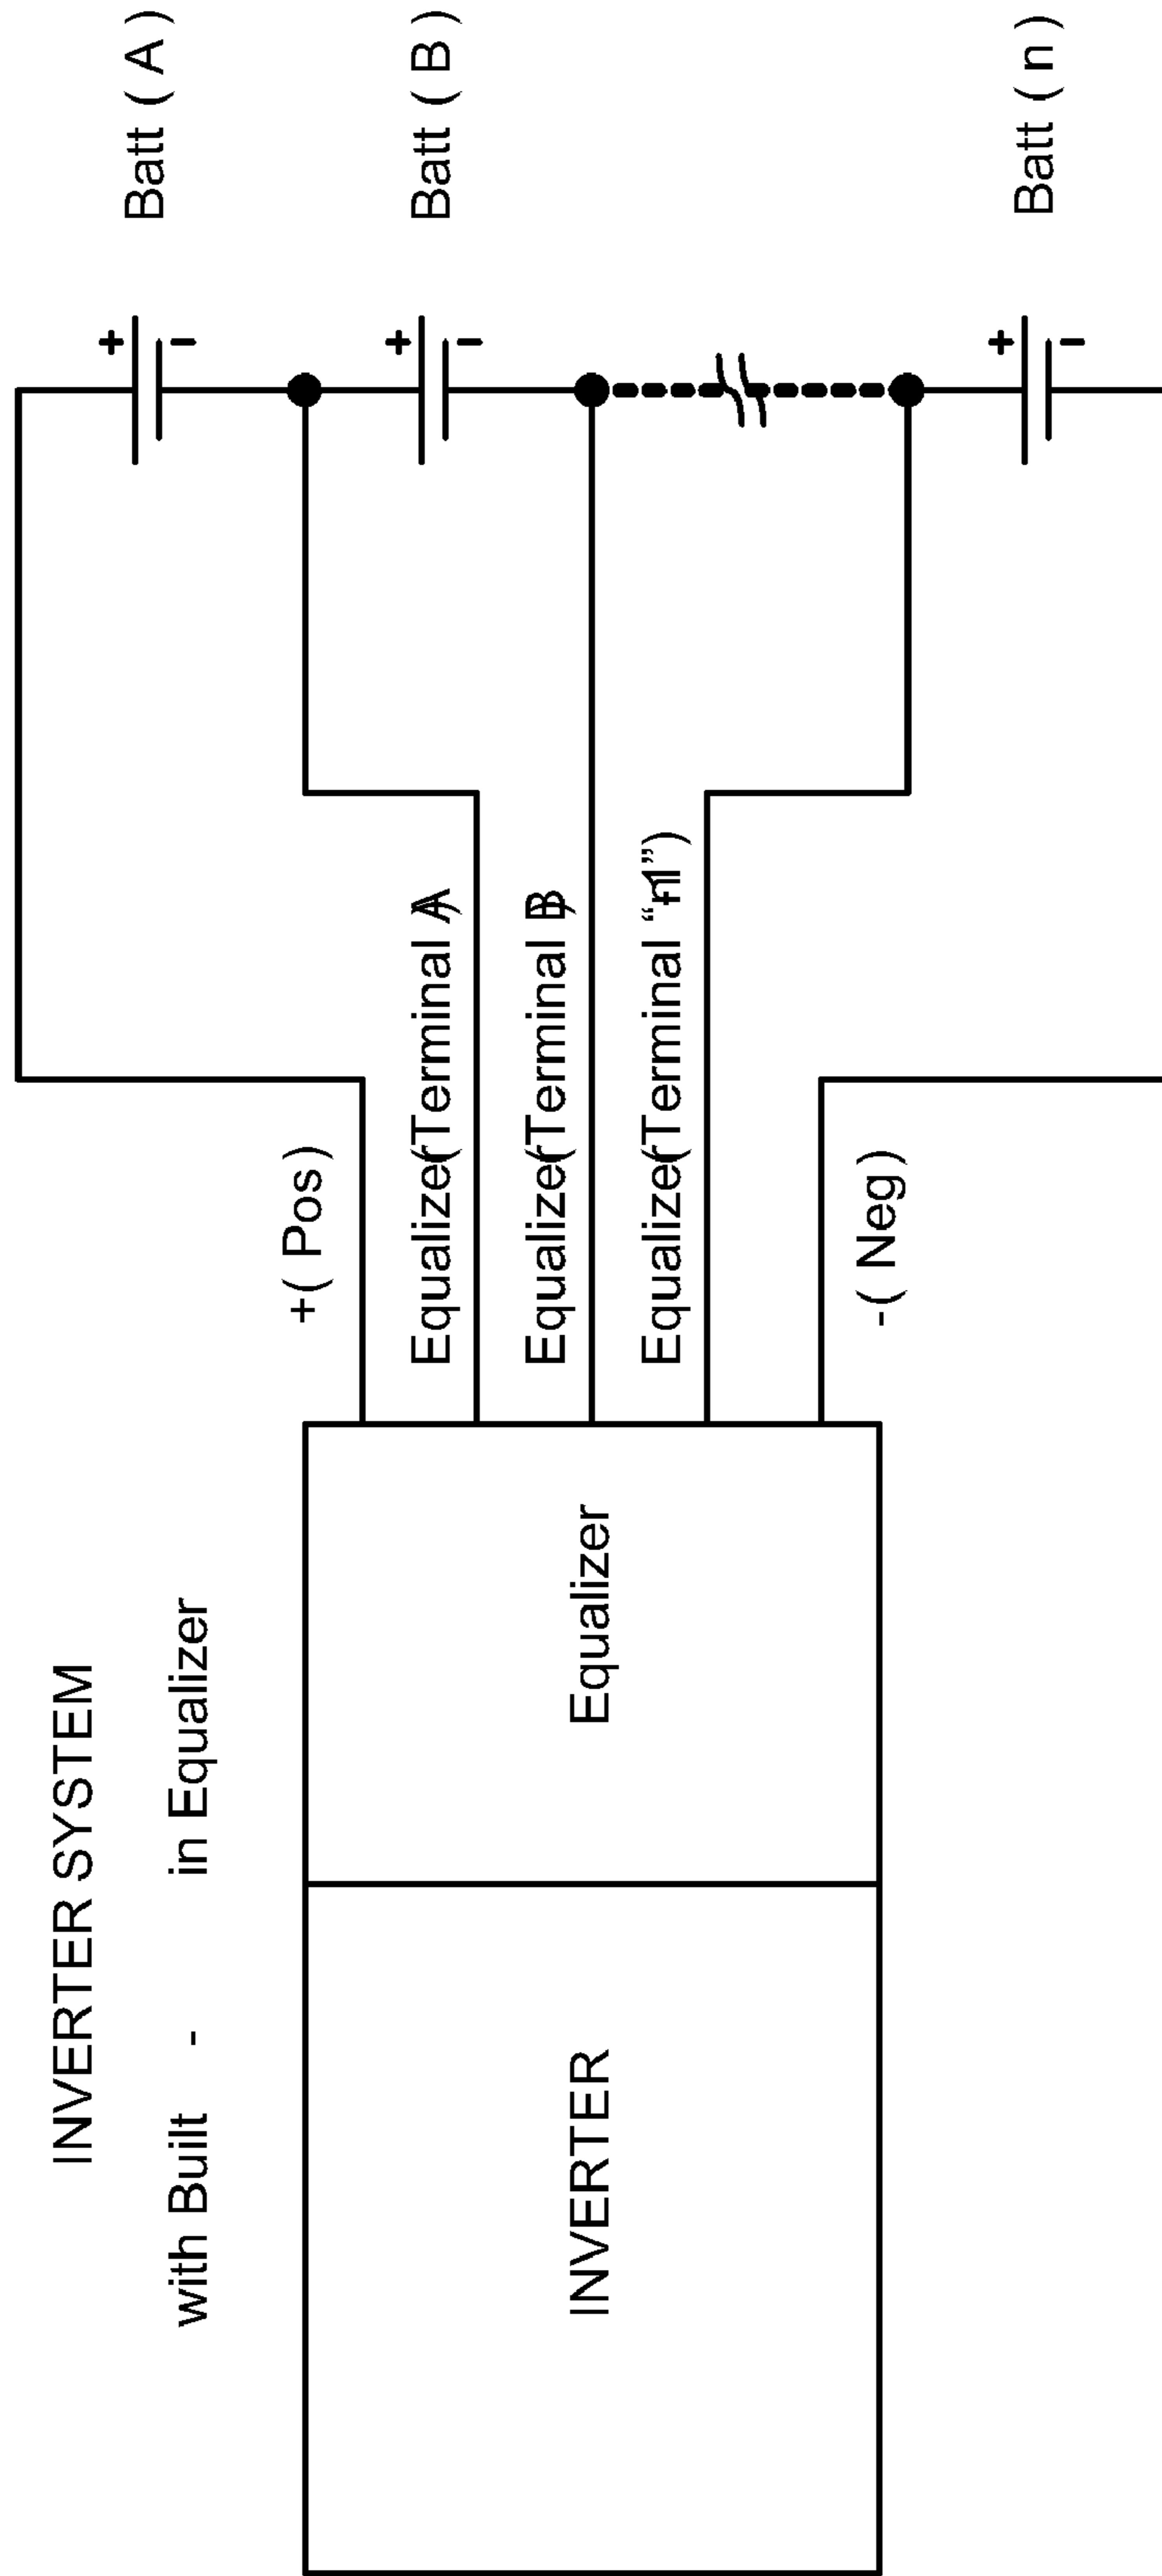 INVERTER SYSTEM
with Built - in Equalizer
INVERTER
Equalizer
+( Pos )
Equalizer(Terminal A)
Equalizer(Terminal B)
Equalizer(Terminal “n-1”)
-( Neg )
Batt ( A )
+
-
Batt ( B )
+
-
Batt ( n )
+
-